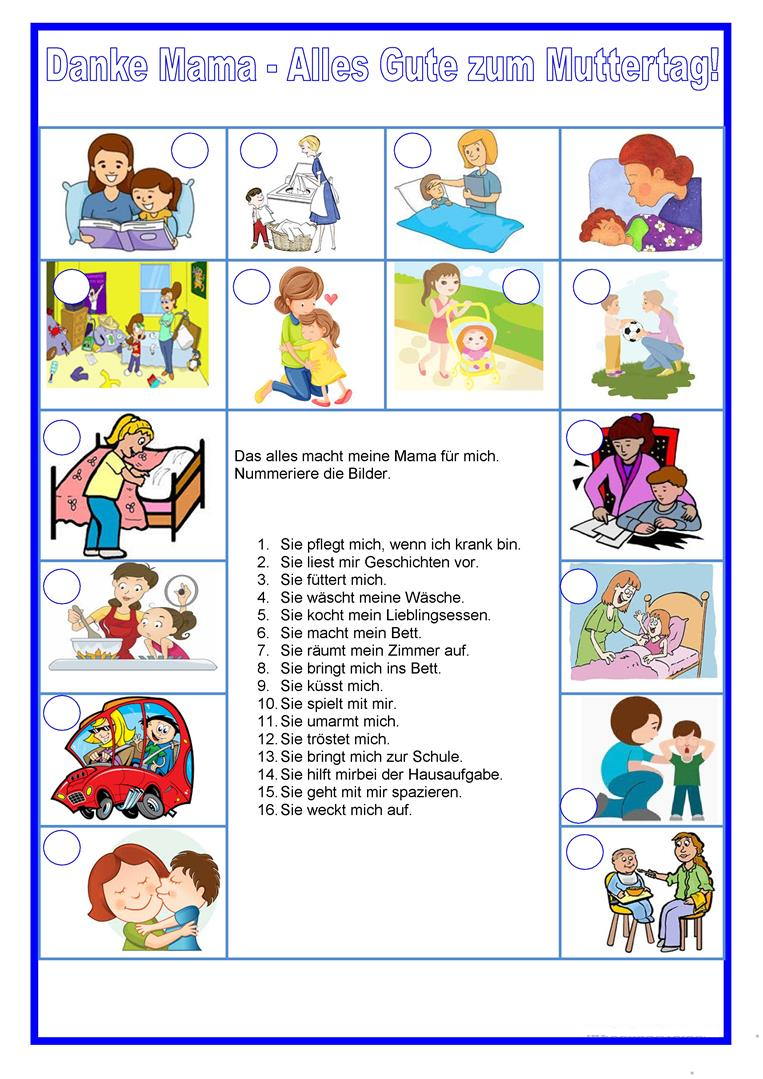 Danke Mama - Alles Gute zum Muttertag!
Das alles macht meine Mama für mich.
Nummeriere die Bilder.
1. Sie pflegt mich, wenn ich krank bin.
2. Sie liest mir Geschichten vor.
3. Sie füttert mich.
4. Sie wäscht meine Wäsche.
5. Sie kocht mein Lieblingsessen.
6. Sie macht mein Bett.
7. Sie räumt mein Zimmer auf.
8. Sie bringt mich ins Bett.
9. Sie küsst mich.
10. Sie spielt mit mir.
11. Sie umarmt mich.
12. Sie tröstet mich.
13. Sie bringt mich zur Schule.
14. Sie hilft mirbei der Hausaufgabe.
15. Sie geht mit mir spazieren.
16. Sie weckt mich auf.